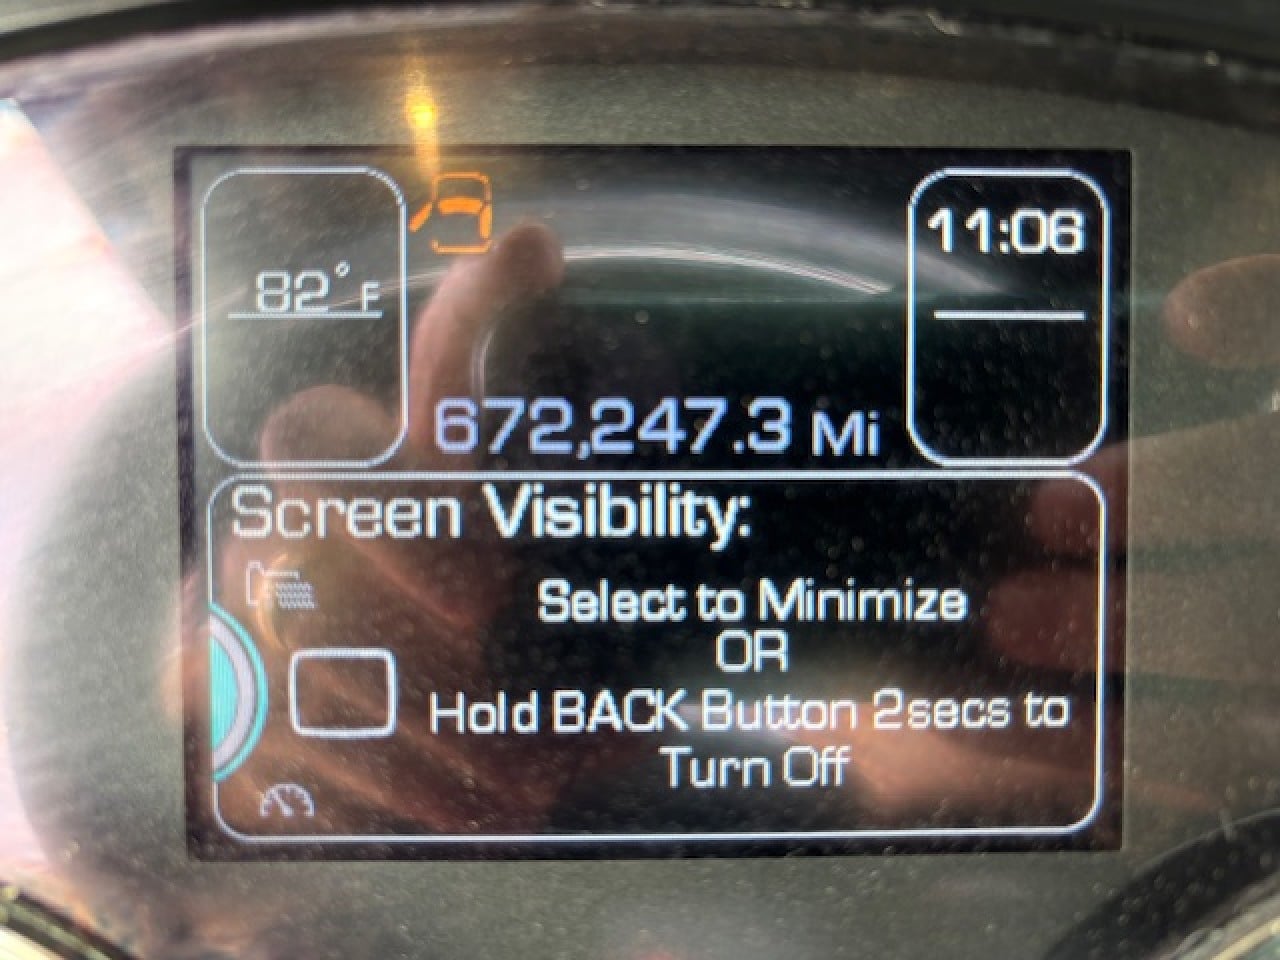 82° F
11:06
672,247.3 Mi
Screen Visibility:
Select to Minimize
OR
Hold BACK Button 2secs to
Turn Off